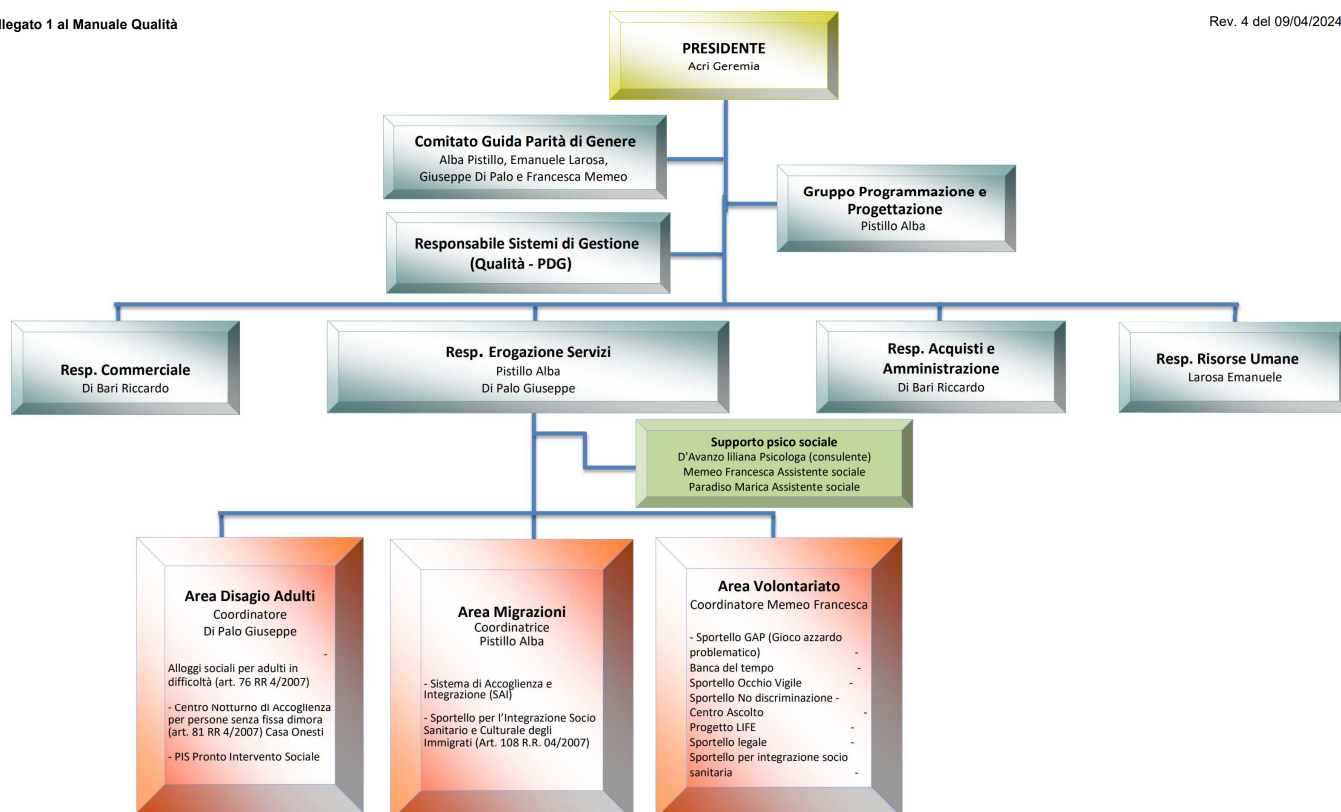 llegato 1 al Manuale Qualità
Rev. 4 del 09/04/2024
PRESIDENTE
Acri Geremia
Comitato Guida Parità di Genere
Alba Pistillo, Emanuele Larosa,
Giuseppe Di Palo e Francesca Memeo
Gruppo Programmazione e
Progettazione
Pistillo Alba
Responsabile Sistemi di Gestione
(Qualità - PDG)
Resp. Commerciale
Di Bari Riccardo
Resp. Erogazione Servizi
Pistillo Alba
Di Palo Giuseppe
Resp. Acquisti e
Amministrazione
Di Bari Riccardo
Resp. Risorse Umane
Larosa Emanuele
Supporto psico sociale
D'Avanzo liliana Psicologa (consulente)
Memeo Francesca Assistente sociale
Paradiso Marica Assistente sociale
Area Disagio Adulti
Coordinatore
Di Palo Giuseppe
-
Alloggi sociali per adulti in
difficoltà (art. 76 RR 4/2007)
- Centro Notturno di Accoglienza
per persone senza fissa dimora
(art. 81 RR 4/2007) Casa Onesti
- PIS Pronto Intervento Sociale
Area Migrazioni
Coordinatrice
Pistillo Alba
- Sistema di Accoglienza e
Integrazione (SAI)
- Sportello per l'Integrazione Socio
Sanitario e Culturale degli
Immigrati (Art. 108 R.R. 04/2007)
Area Volontariato
Coordinatore Memeo Francesca
- Sportello GAP (Gioco azzardo
problematico) -
Banca del tempo -
Sportello Occhio Vigile -
Sportello No discriminazione -
Centro Ascolto -
Progetto LIFE -
Sportello legale -
Sportello per integrazione socio
sanitaria -